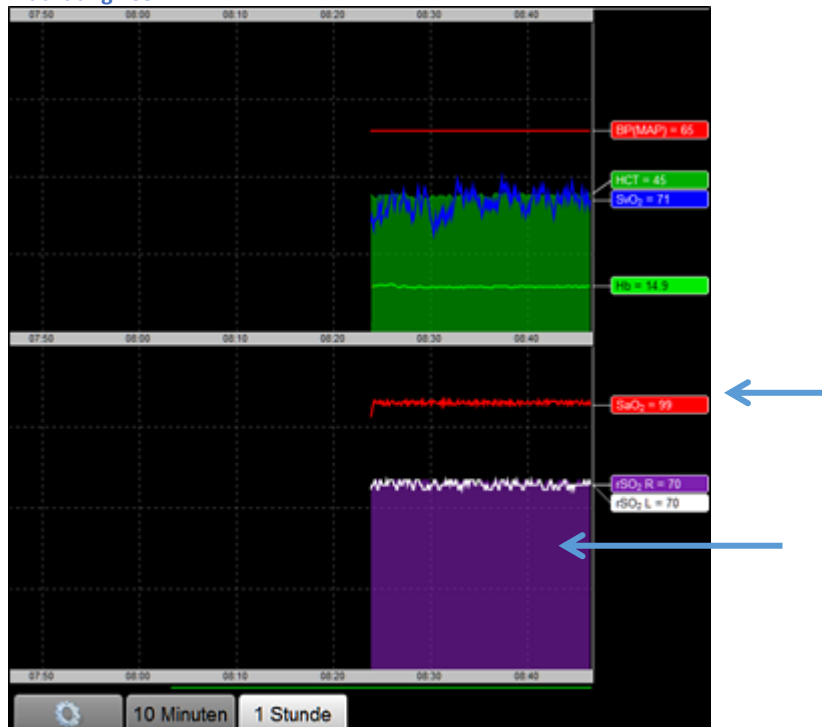 07:50 08:00 08:10 08:20 08:30 08:40
BP(MAP) = 65
HCT = 45
SvO₂ = 71
Hb = 14.9
07:50 08:00 08:10 08:20 08:30 08:40
SaO₂ = 99
rSO₂ R = 70
rSO₂ L = 70
07:50 08:00 08:10 08:20 08:30 08:40
10 Minuten 1 Stunde